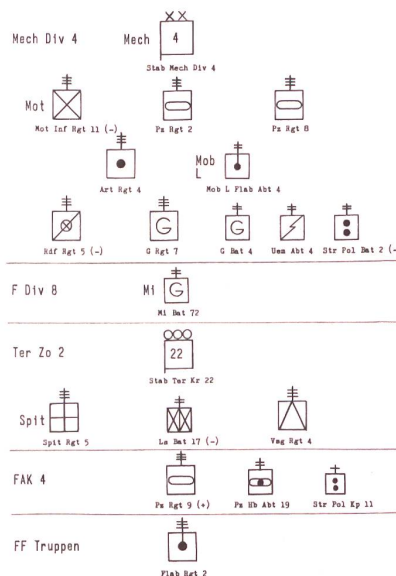 Mech Div 4 Mech 4
Stab Mech Div 4
Mot
Mot Inf Rgt 11 (-) Pz Rgt 2 Pz Rgt 8
Mob
L
Art Rgt 4 Mob L Flab Abt 4
G G
Rdf Rgt 5 (-) G Rgt 7 G Bat 4 Uem Abt 4 Str Pol Bat 2 (-
F Div 8 Mi G
Mi Bat 72
Ter Zo 2 22
Stab Ter Kr 22
Spit
Spit Rgt 5 Ls Bat 17 (-) Vsg Rgt 4
FAK 4
Pz Rgt 9 (+) Pz Hb Abt 19 Str Pol Kp 11
FF Truppen
Flab Rgt 2